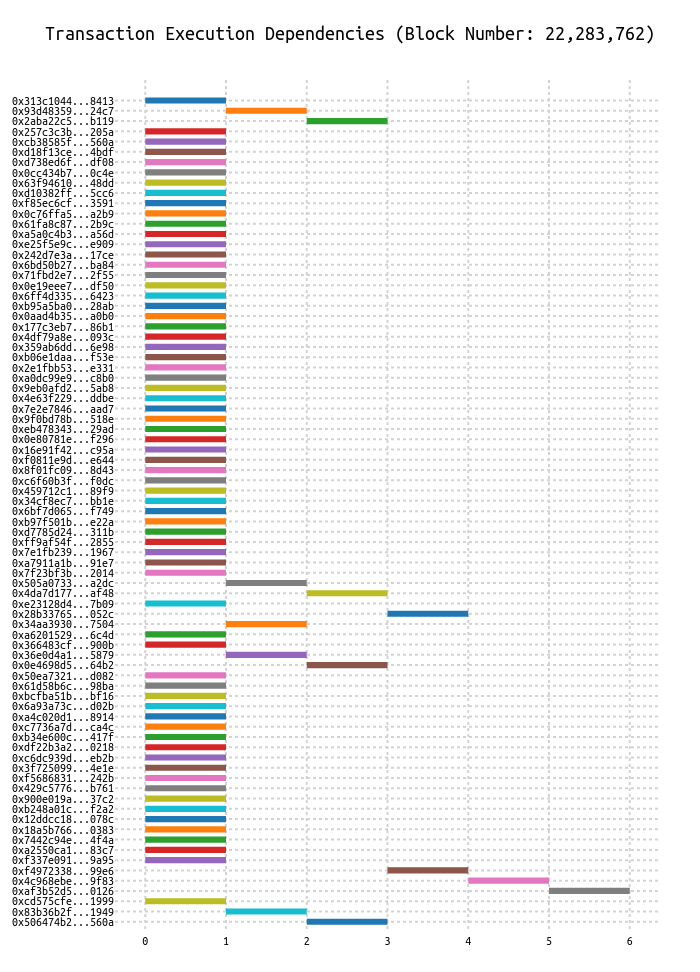 Transaction Execution Dependencies (Block Number: 22,283,762)
0x313c1044...8413
0x93d48359...24c7
0x2aba22c5...b119
0x257c3c3b...205a
0xcb38585f...560a
0xd18f13ce...4bdf
0xd738ed6f...df08
0x0cc434b7...0c4e
0x63f94610...48dd
0xd10382ff...5cc6
0xf85ec6cf...3591
0x0c76ffa5...a2b9
0x61fa8c87...2b9c
0xa5a0c4b3...a56d
0xe25f5e9c...e909
0x242d7e3a...17ce
0x6bd50b27...ba84
0x71fbd2e7...2f55
0x0e19eee7...df50
0x6ff4d335...6423
0xb95a5ba0...28ab
0x0aad4b35...a0b0
0x177c3eb7...86b1
0x4df79a8e...093c
0x359ab6dd...6e98
0xb06e1daa...f53e
0x2e1fbb53...e331
0xa0dc99e9...c8b0
0x9eb0afd2...5ab8
0x4e63f229...ddbe
0x7e2e7846...aad7
0x9f0bd78b...518e
0xeb478343...29ad
0x0e80781e...f296
0x16e91f42...c95a
0xf0811e9d...e644
0x8f01fc09...8d43
0xc6f60b3f...f0dc
0x459712c1...89f9
0x34cf8ec7...bb1e
0x6bf7d065...f749
0xb97f501b...e22a
0xd7785d24...311b
0xff9af54f...2855
0x7e1fb239...1967
0xa7911a1b...91e7
0x7f23bf3b...2014
0x505a0733...a2dc
0x4da7d177...af48
0xe23128d4...7b09
0x28b33765...052c
0x34aa3930...7504
0xa6201529...6c4d
0x366483cf...900b
0x36e0d4a1...5879
0x0e4698d5...64b2
0x50ea7321...d082
0x61d58b6c...98ba
0xbcfba51b...bf16
0x6a93a73c...d02b
0xa4c020d1...8914
0xc7736a7d...ca4c
0xb34e600c...417f
0xdf22b3a2...0218
0xc6dc939d...eb2b
0x3f725099...4e1e
0xf5686831...242b
0x429c5776...b761
0x900e019a...37c2
0xb248a01c...f2a2
0x12ddcc18...078c
0x18a5b766...0383
0x7442c94e...4f4a
0xa2550ca1...83c7
0xf337e091...9a95
0xf4972338...99e6
0x4c968ebe...9f83
0xaf3b52d5...0126
0xcd575cfe...1999
0x83b36b2f...1949
0x506474b2...560a
0 1 2 3 4 5 6